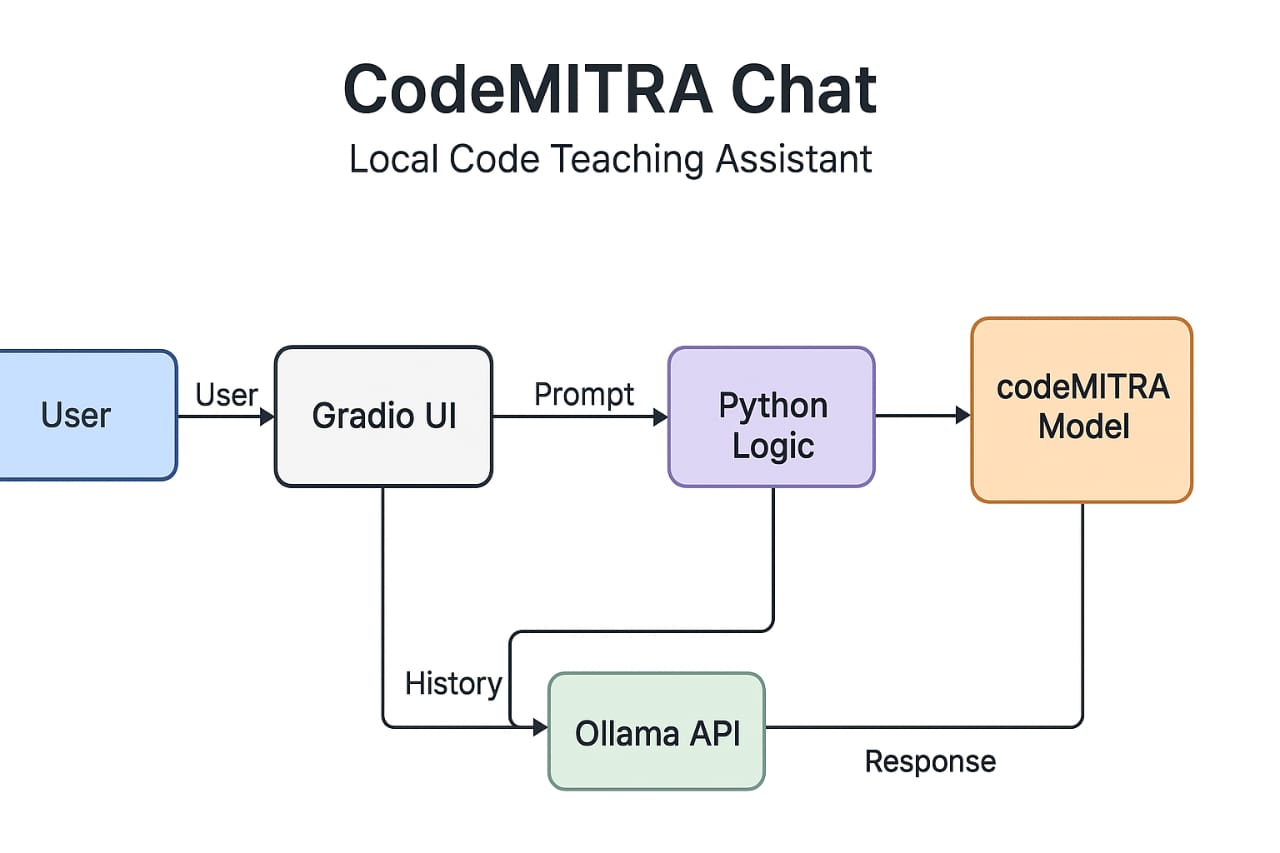 CodeMITRA Chat
Local Code Teaching Assistant
User
User
Gradio UI
Prompt
Python
Logic
codeMITRA
Model
History
Ollama API
Response